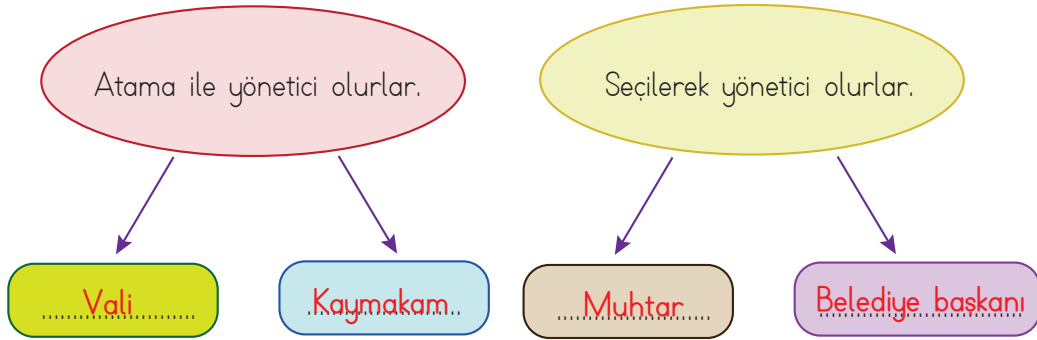 Atama ile yönetici olurlar.
Seçilerek yönetici olurlar.
Vali
Kaymakam
Muhtar
Belediye başkanı